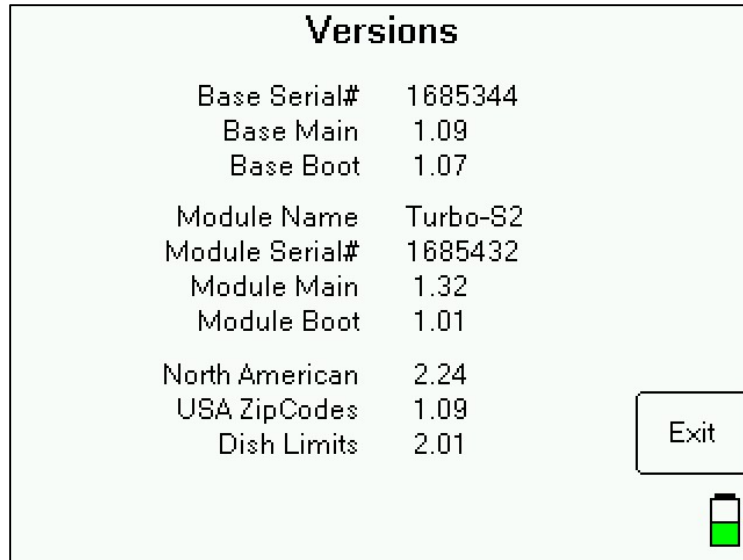 Versions
Base Serial# 1685344
Base Main 1.09
Base Boot 1.07
Module Name Turbo-S2
Module Serial# 1685432
Module Main 1.32
Module Boot 1.01
North American 2.24
USA ZipCodes 1.09
Dish Limits 2.01
Exit